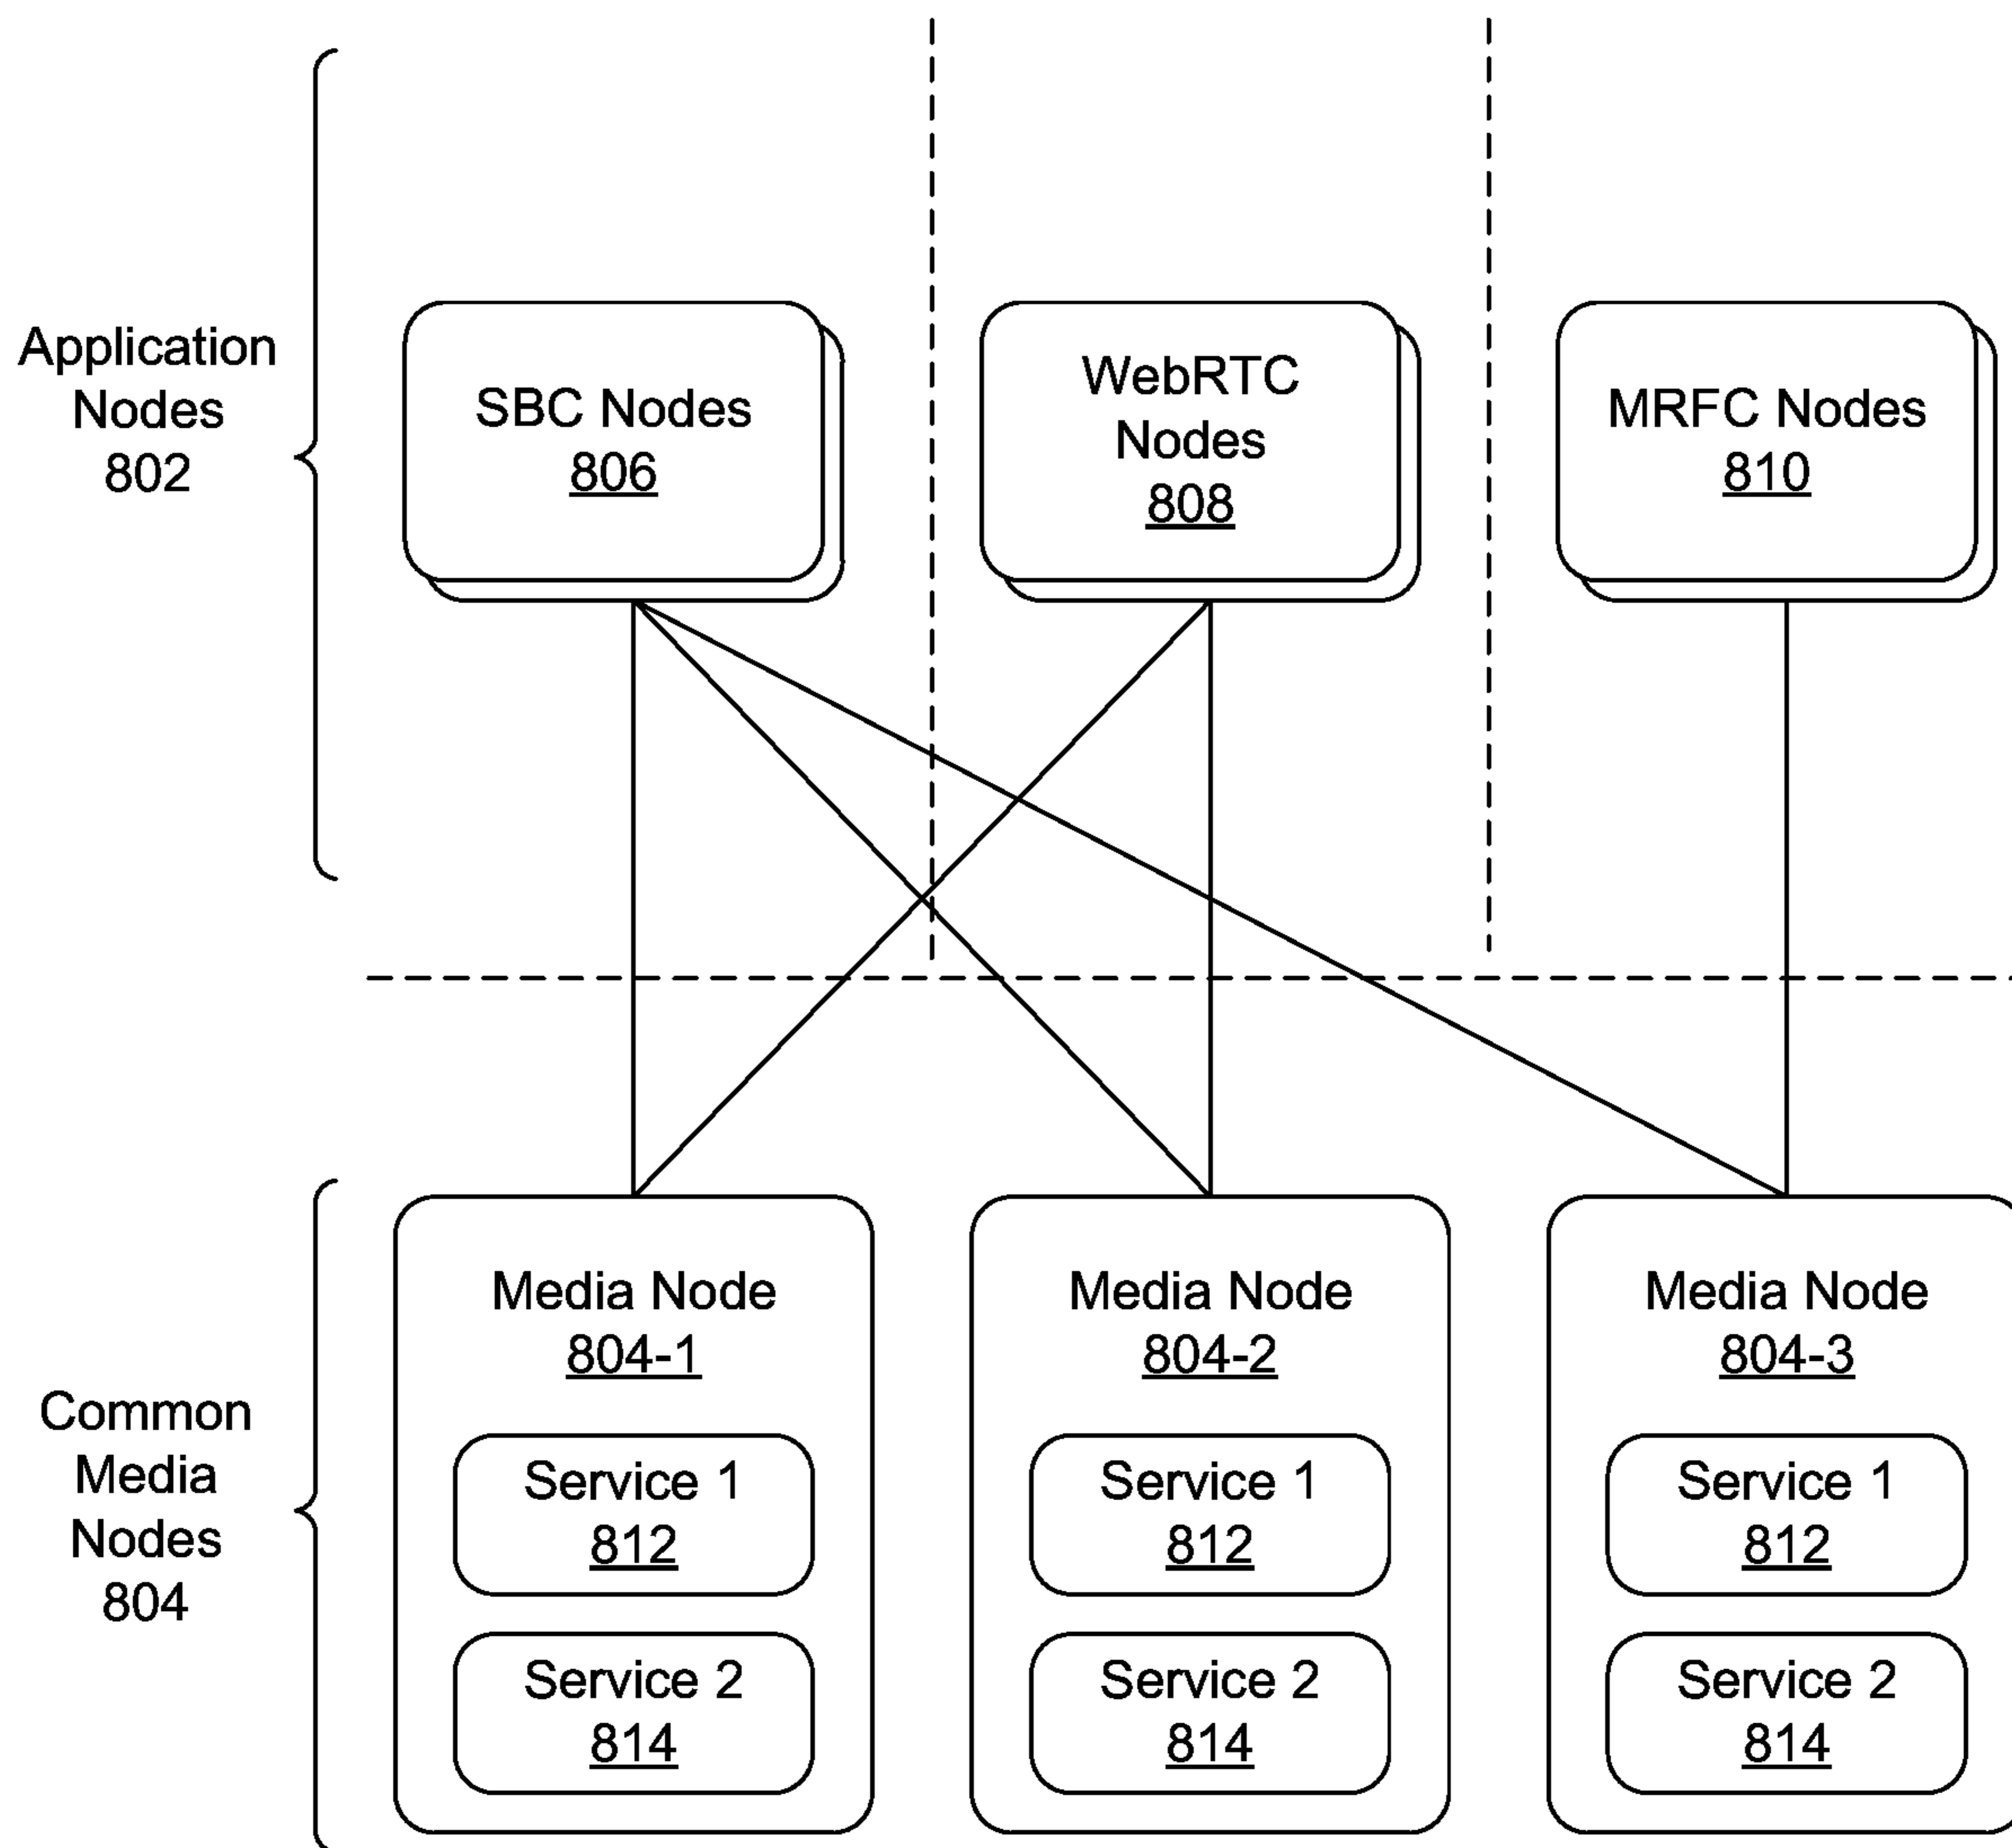 Application
Nodes
802
SBC Nodes
806
WebRTC
Nodes
808
MRFC Nodes
810
Common
Media
Nodes
804
Media Node
804-1
Service 1
812
Service 2
814
Media Node
804-2
Service 1
812
Service 2
814
Media Node
804-3
Service 1
812
Service 2
814